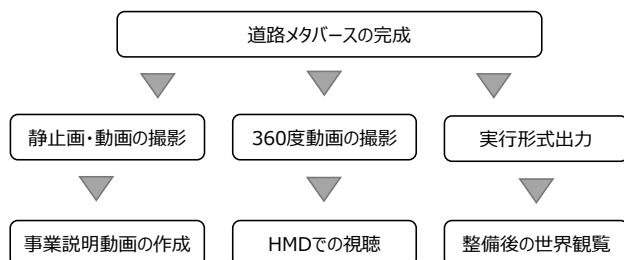 道路メタバースの完成
静止画・動画の撮影
360度動画の撮影
実行形式出力
事業説明動画の作成
HMDでの視聴
整備後の世界観覧